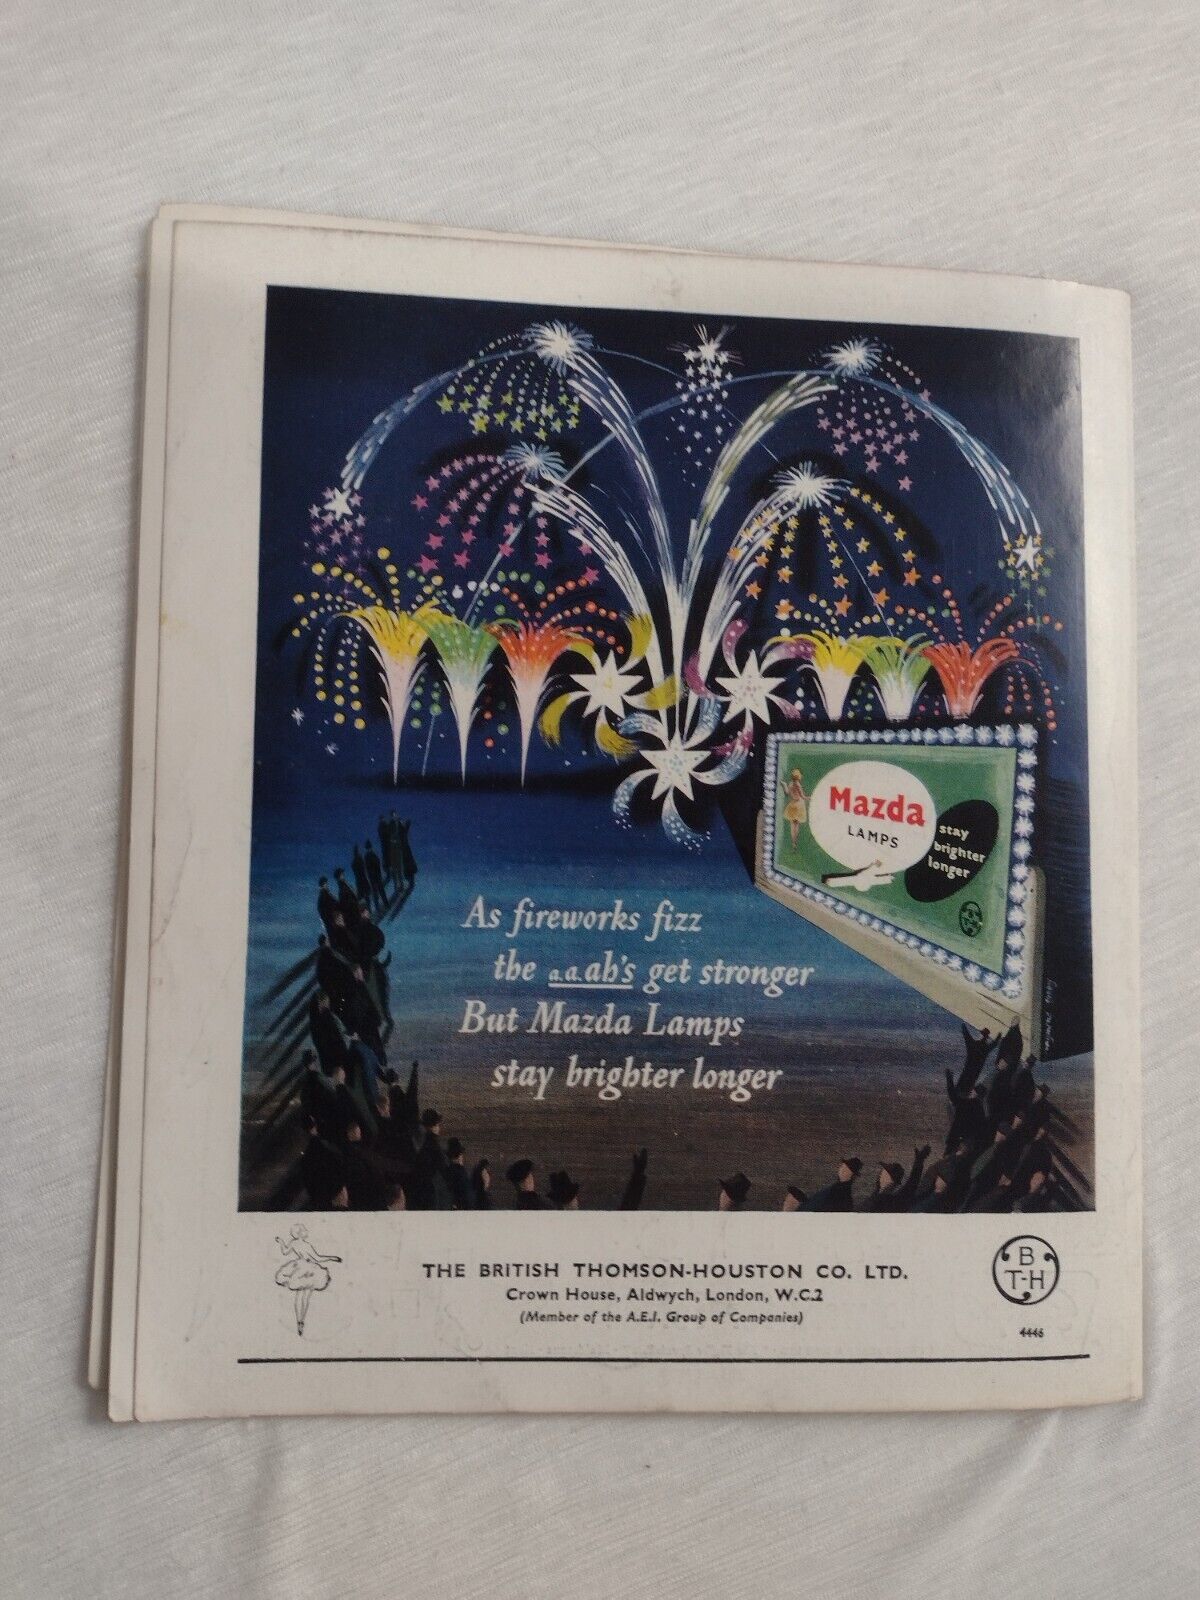 Mazda
LAMPS
stay
brighter
longer
As fireworks fizz
the a.a.ah's get stronger
But Mazda Lamps
stay brighter longer
THE BRITISH THOMSON-HOUSTON CO. LTD.
Crown House, Aldwych, London, W.C.2
(Member of the A.E.I. Group of Companies)
B
T-H
4446